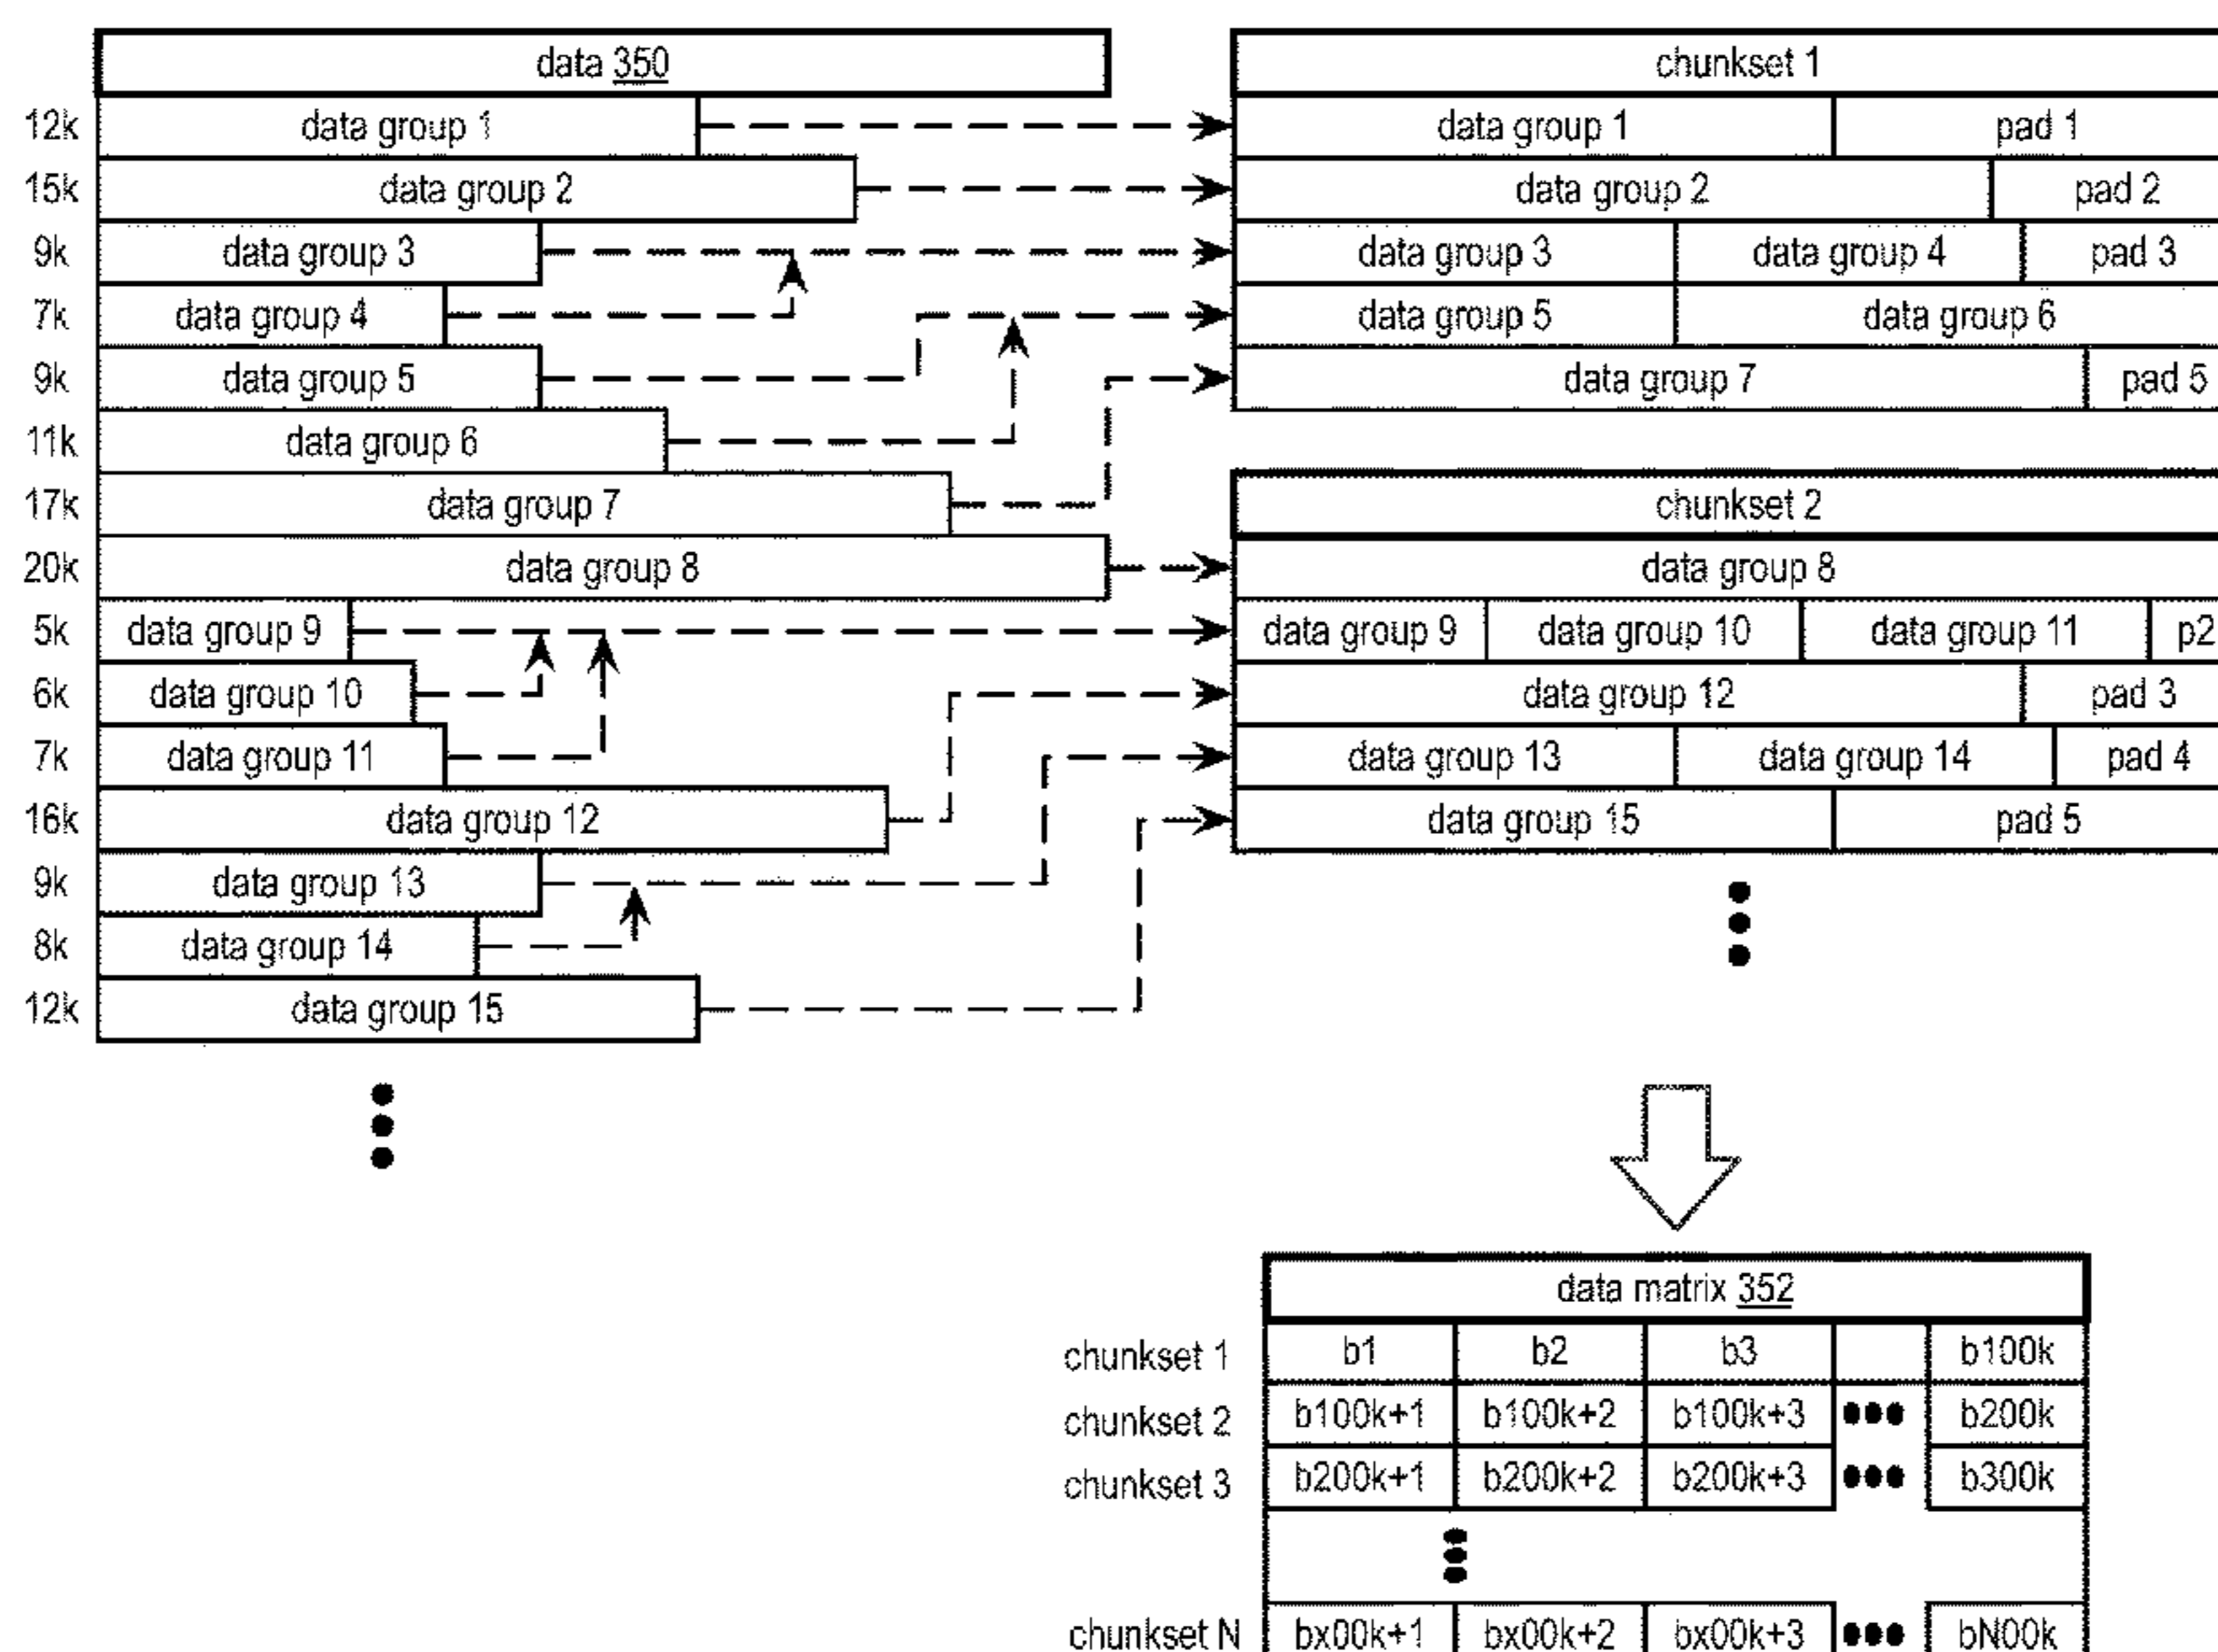 data 350
12k data group 1
15k data group 2
9k data group 3
7k data group 4
9k data group 5
11k data group 6
17k data group 7
20k data group 8
5k data group 9
6k data group 10
7k data group 11
16k data group 12
9k data group 13
8k data group 14
12k data group 15
chunkset 1
data group 1 pad 1
data group 2 pad 2
data group 3 data group 4 pad 3
data group 5 data group 6
data group 7 pad 5
chunkset 2
data group 8
data group 9 data group 10 data group 11 p2
data group 12 pad 3
data group 13 data group 14 pad 4
data group 15 pad 5
data matrix 352
chunkset 1 b1 b2 b3 b100k
chunkset 2 b100k+1 b100k+2 b100k+3 ●●● b200k
chunkset 3 b200k+1 b200k+2 b200k+3 ●●● b300k
chunkset N bx00k+1 bx00k+2 bx00k+3 ●●● bN00k